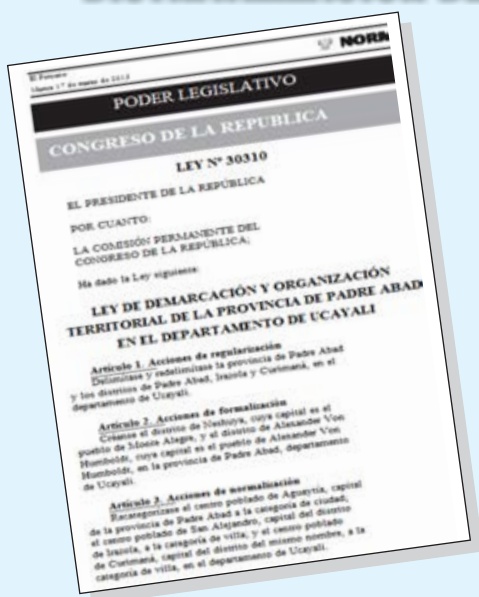 El Peruano
Martes 17 de marzo de 2015
NORM
PODER LEGISLATIVO
CONGRESO DE LA REPUBLICA
LEY Nº 30310
EL PRESIDENTE DE LA REPÚBLICA
POR CUANTO:
LA COMISIÓN PERMANENTE DEL
CONGRESO DE LA REPÚBLICA;
Ha dado la Ley siguiente:
LEY DE DEMARCACIÓN Y ORGANIZACIÓN
TERRITORIAL DE LA PROVINCIA DE PADRE ABAD
EN EL DEPARTAMENTO DE UCAYALI
Artículo 1. Acciones de regularización
Delimítase y redelimítase la provincia de Padre Abad
y los distritos de Padre Abad, Irazola y Curimaná, en el
departamento de Ucayali.
Artículo 2. Acciones de formalización
Créanse el distrito de Neshuya, cuya capital es el
pueblo de Monte Alegre, y el distrito de Alexander Von
Humboldt, cuya capital es el pueblo de Alexander Von
Humboldt, en la provincia de Padre Abad, departamento
de Ucayali.
Artículo 3. Acciones de normalización
Recategorízase el centro poblado de Aguaytía, capital
de la provincia de Padre Abad a la categoría de ciudad;
el centro poblado de San Alejandro, capital del distrito
de Irazola, a la categoría de villa; y el centro poblado
de Curimaná, capital del distrito del mismo nombre, a la
categoría de villa, en el departamento de Ucayali.